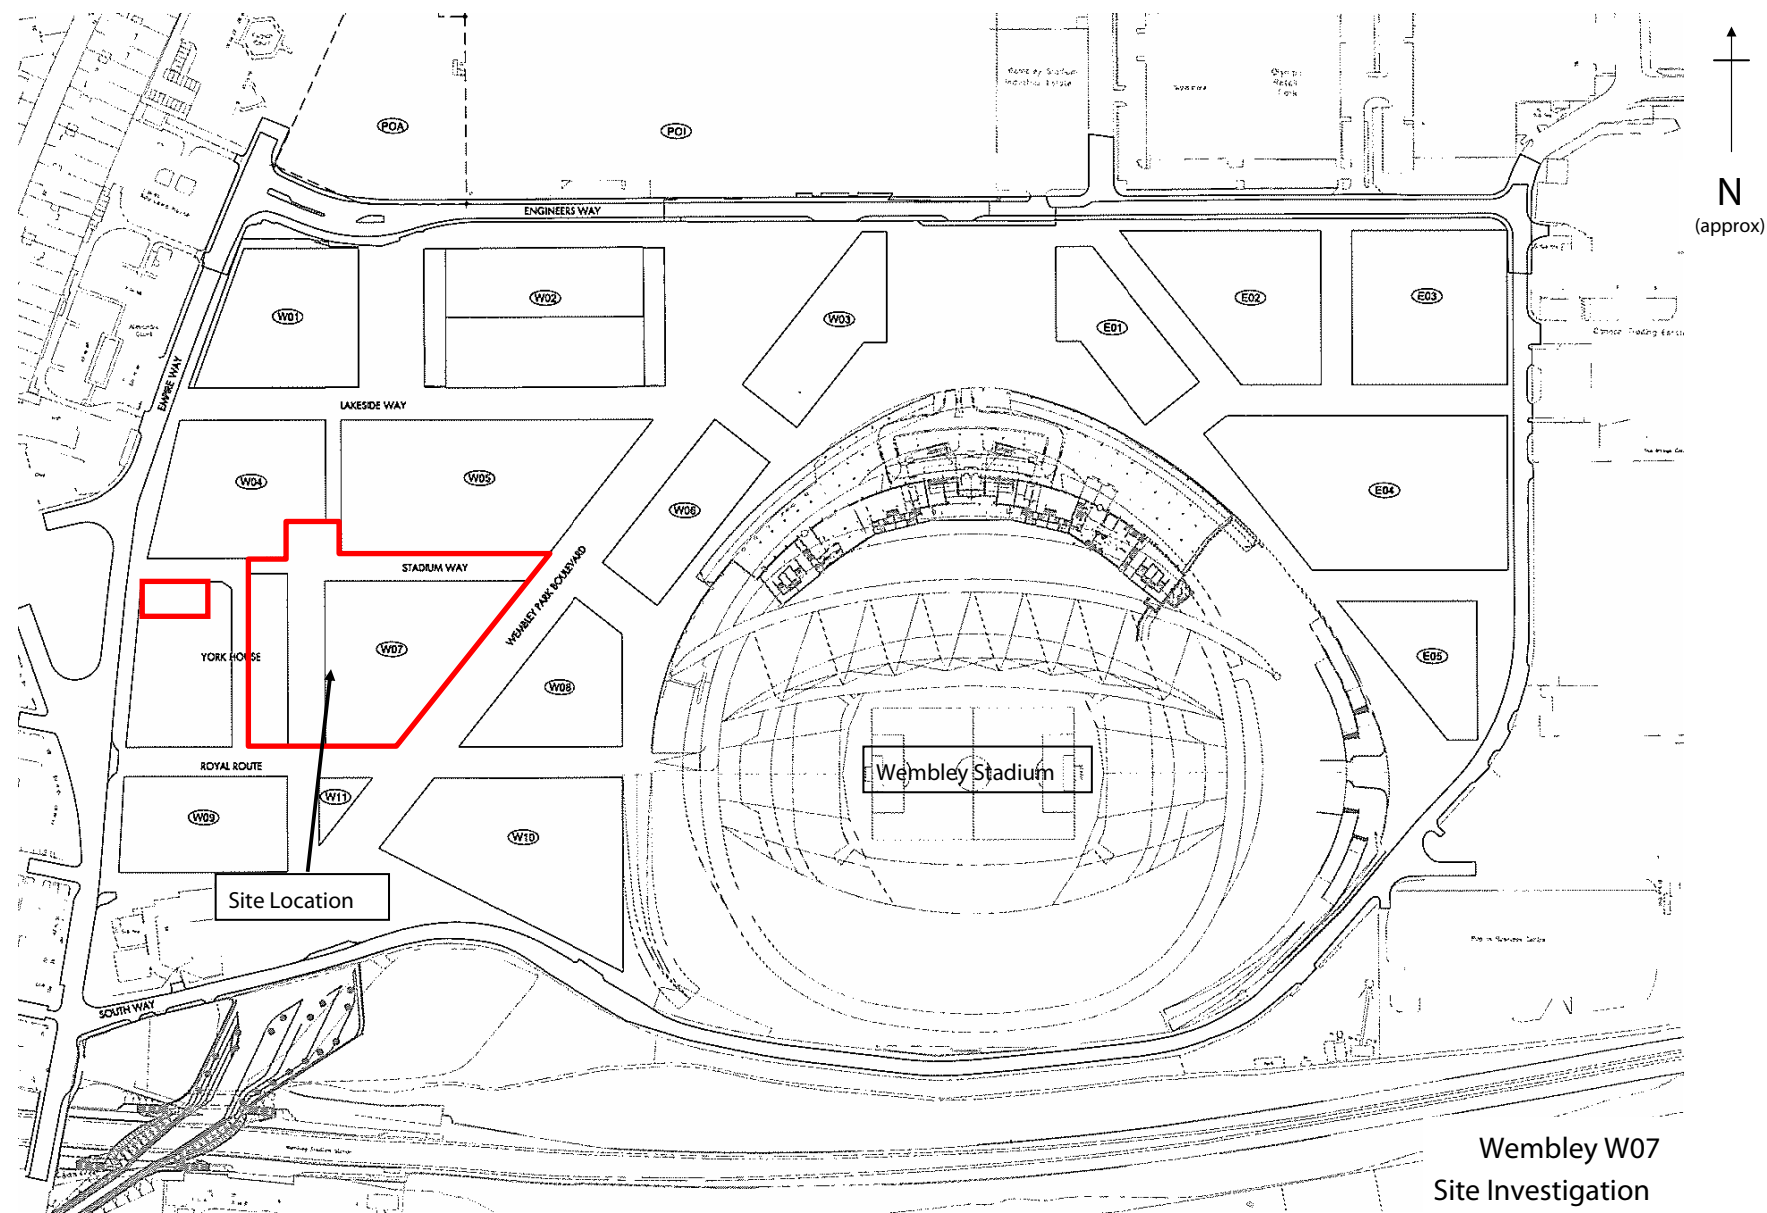 POA
POI
N
(approx)
ENGINEERS WAY
W01
W02
W03
E01
E02
E03
EMPIRE WAY
LAKESIDE WAY
W04
W05
W06
E04
STADIUM WAY
WEMBLEY PARK BOULEVARD
YORK HOUSE
W07
W08
E05
ROYAL ROUTE
W09
W11
W10
Wembley Stadium
Site Location
SOUTH WAY
Wembley W07
Site Investigation